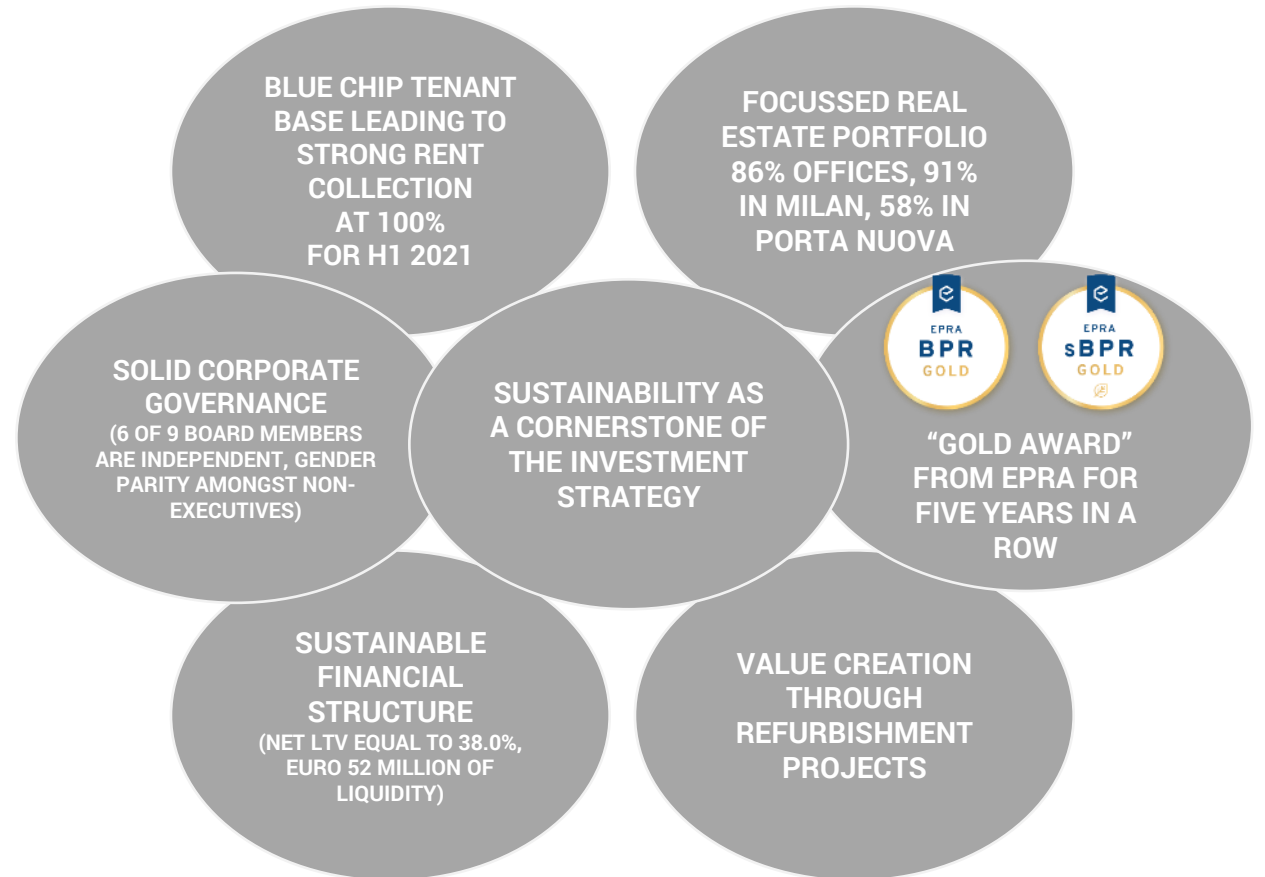 BLUE CHIP TENANT
BASE LEADING TO
STRONG RENT
COLLECTION
AT 100%
FOR H1 2021
FOCUSSED REAL
ESTATE PORTFOLIO
86% OFFICES, 91%
IN MILAN, 58% IN
PORTA NUOVA
SOLID CORPORATE
GOVERNANCE
(6 OF 9 BOARD MEMBERS
ARE INDEPENDENT, GENDER
PARITY AMONGST NON-
EXECUTIVES)
SUSTAINABILITY AS
A CORNERSTONE OF
THE INVESTMENT
STRATEGY
EPRA
BPR
GOLD
EPRA
sBPR
GOLD
“GOLD AWARD”
FROM EPRA FOR
FIVE YEARS IN A
ROW
SUSTAINABLE
FINANCIAL
STRUCTURE
(NET LTV EQUAL TO 38.0%,
EURO 52 MILLION OF
LIQUIDITY)
VALUE CREATION
THROUGH
REFURBISHMENT
PROJECTS